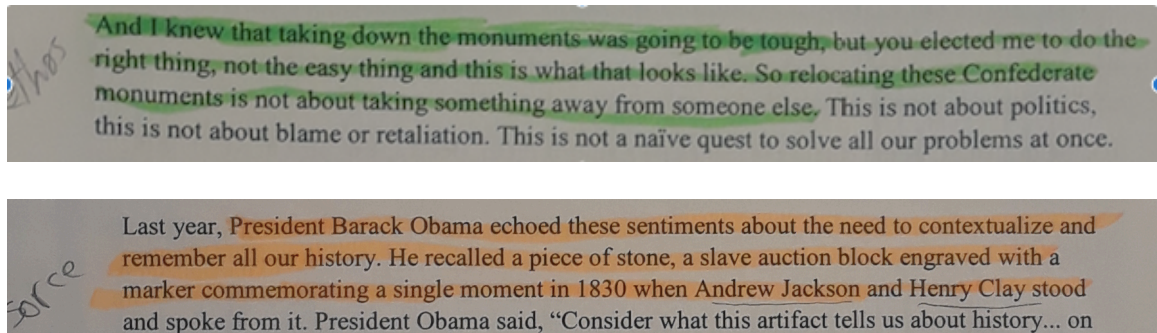 ethos
And I knew that taking down the monuments was going to be tough, but you elected me to do the
right thing, not the easy thing and this is what that looks like. So relocating these Confederate
monuments is not about taking something away from someone else. This is not about politics,
this is not about blame or retaliation. This is not a naïve quest to solve all our problems at once.
Sorce
Last year, President Barack Obama echoed these sentiments about the need to contextualize and
remember all our history. He recalled a piece of stone, a slave auction block engraved with a
marker commemorating a single moment in 1830 when Andrew Jackson and Henry Clay stood
and spoke from it. President Obama said, “Consider what this artifact tells us about history... on